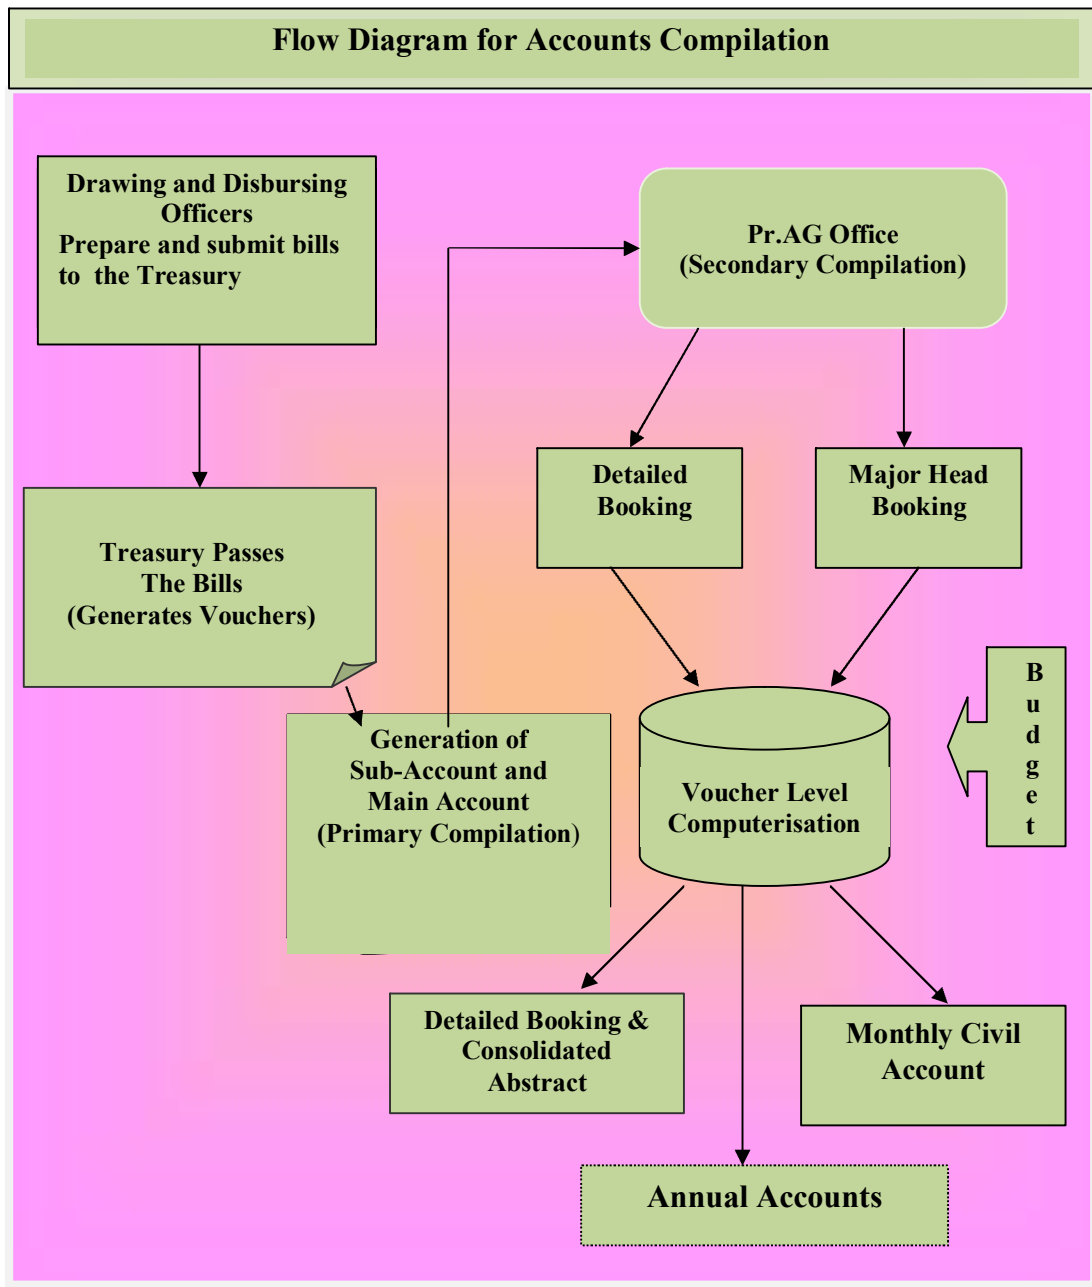 Flow Diagram for Accounts Compilation
Drawing and Disbursing
Officers
Prepare and submit bills
to the Treasury
Pr.AG Office
(Secondary Compilation)
Detailed
Booking
Major Head
Booking
Treasury Passes
The Bills
(Generates Vouchers)
Generation of
Sub-Account and
Main Account
(Primary Compilation)
Voucher Level
Computerisation
B
u
d
g
e
t
Detailed Booking &
Consolidated
Abstract
Monthly Civil
Account
Annual Accounts